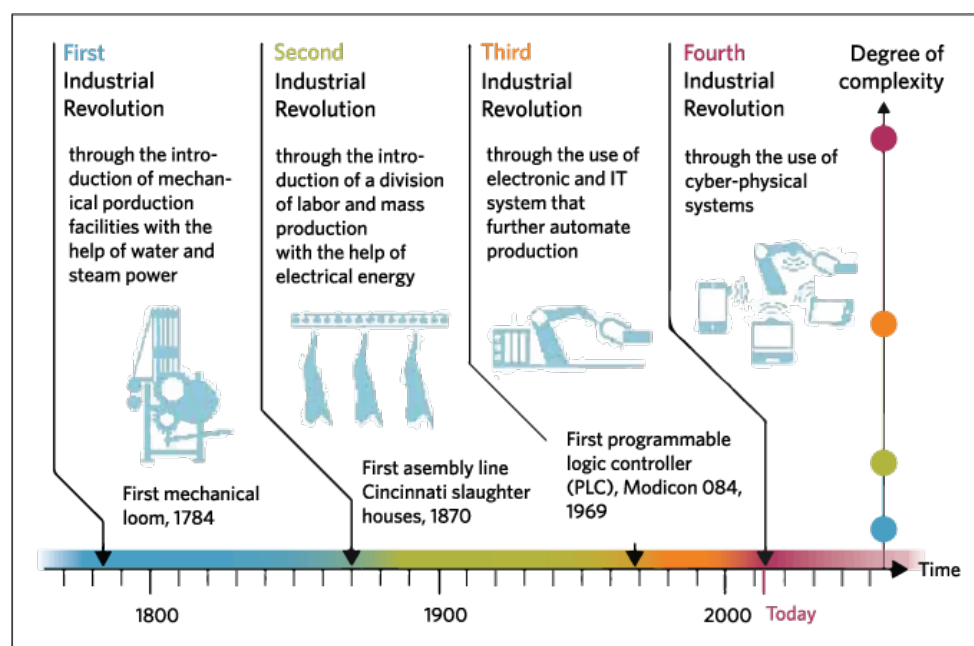 First
Industrial
Revolution
through the intro-
duction of mechan-
ical porduction
facilities with the
help of water and
steam power
First mechanical
loom, 1784
Second
Industrial
Revolution
through the intro-
duction of a division
of labor and mass
production
with the help of
electrical energy
First asembly line
Cincinnati slaughter
houses, 1870
Third
Industrial
Revolution
through the use of
electronic and IT
system that
further automate
production
First programmable
logic controller
(PLC), Modicon 084,
1969
Fourth
Industrial
Revolution
through the use of
cyber-physical
systems
Degree of
complexity
Time
1800
1900
2000
Today